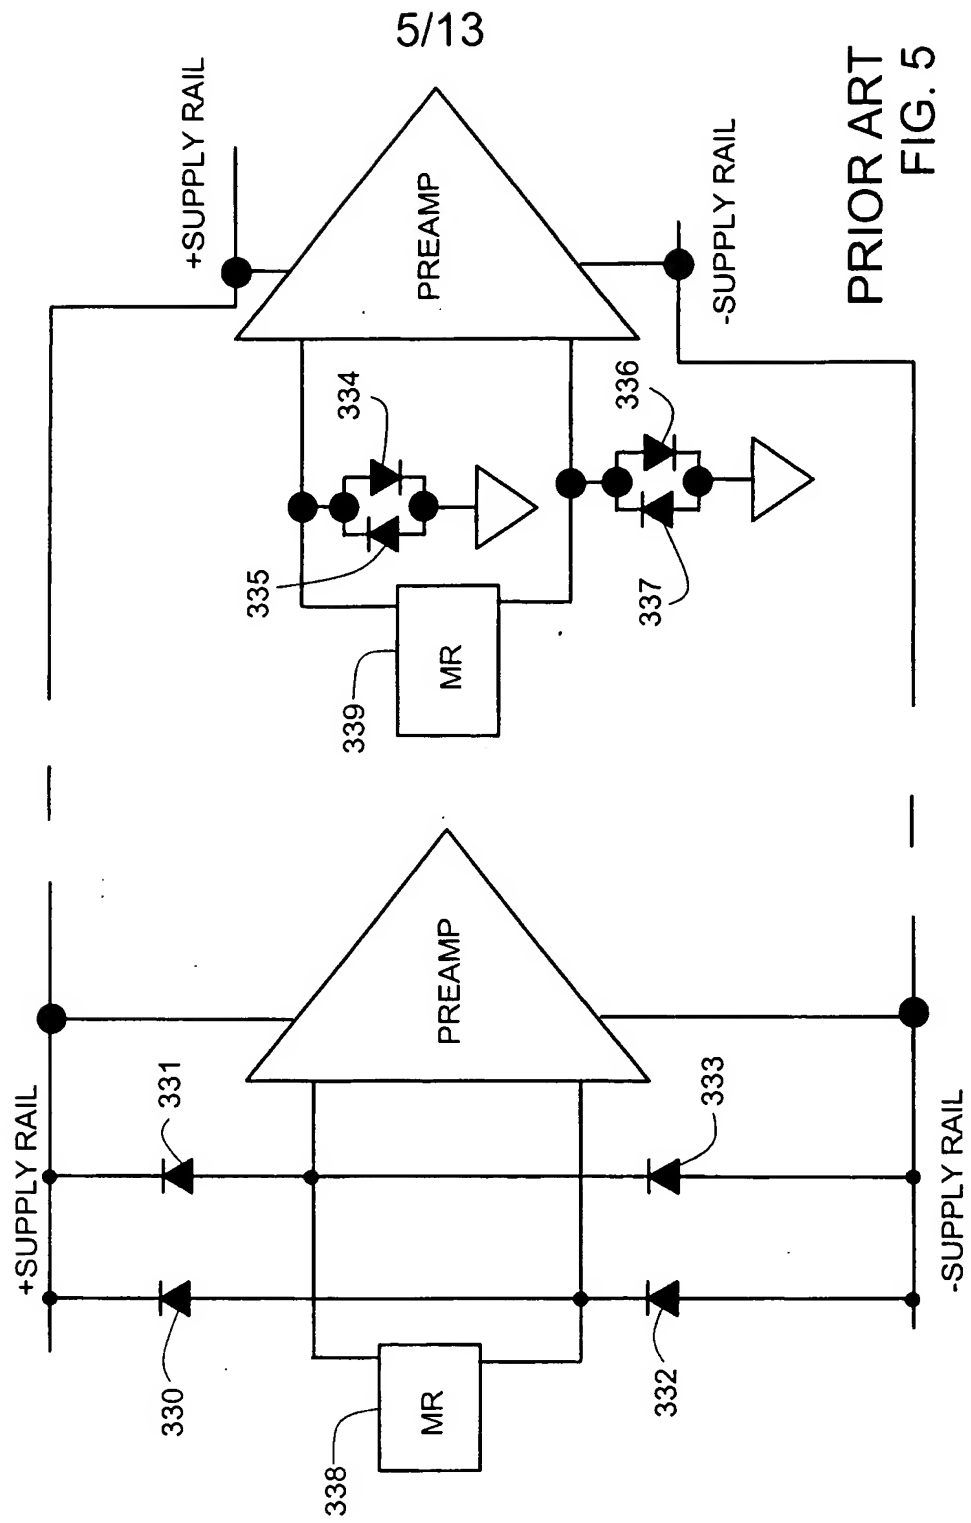 5/13
+SUPPLY RAIL
331
330
338
MR
PREAMP
333
332
-SUPPLY RAIL
+SUPPLY RAIL
334
335
339
MR
PREAMP
336
337
-SUPPLY RAIL
PRIOR ART
FIG. 5